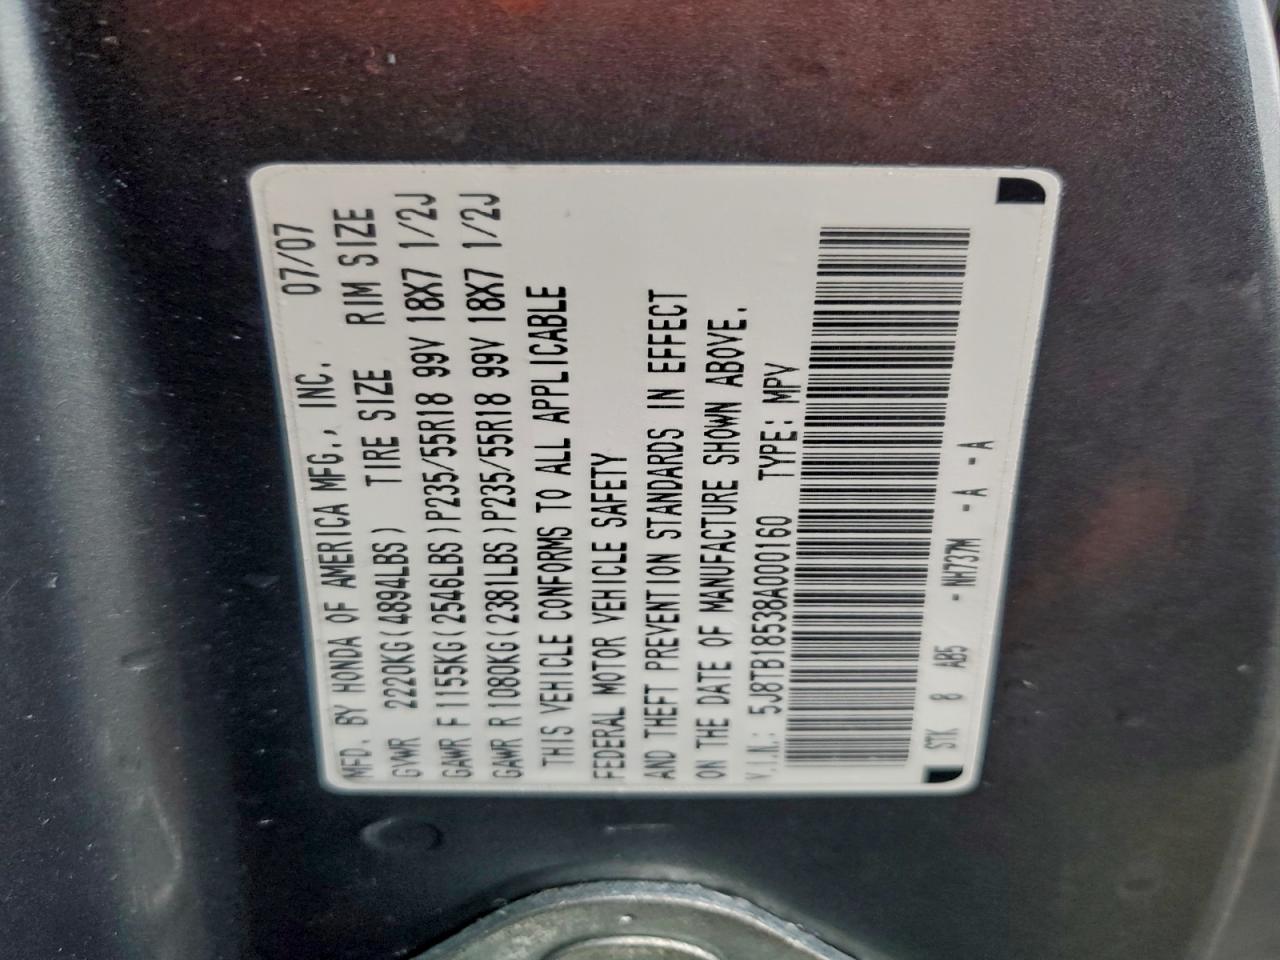 MFD. BY HONDA OF AMERICA MFG., INC. 07/07
GVWR 2220KG(4894LBS) TIRE SIZE RIM SIZE
GAWR F 1155KG(2546LBS)P235/55R18 99V 18X7 1/2J
GAWR R 1080KG(2381LBS)P235/55R18 99V 18X7 1/2J
THIS VEHICLE CONFORMS TO ALL APPLICABLE
FEDERAL MOTOR VEHICLE SAFETY
AND THEFT PREVENTION STANDARDS IN EFFECT
ON THE DATE OF MANUFACTURE SHOWN ABOVE.
V.I.N.: 5J8TB18538A000160 TYPE: MPV
STK 8 AB5 - NH737M - A - A